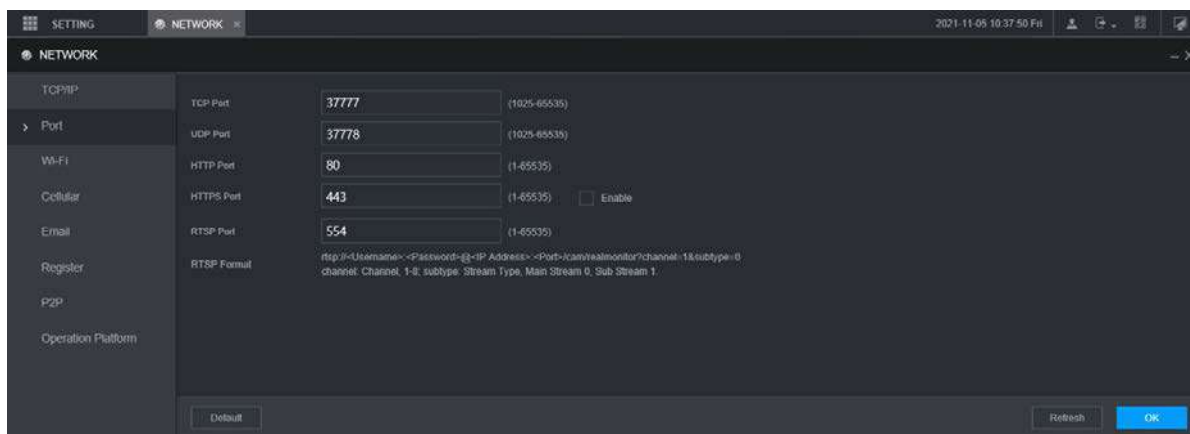 SETTING
NETWORK ×
2021-11-05 10:37:50 Fri
NETWORK
TCP/IP
TCP Port 37777 (1025-65535)
> Port
UDP Port 37778 (1025-65535)
Wi-Fi
HTTP Port 80 (1-65535)
Cellular
HTTPS Port 443 (1-65535) Enable
Email
RTSP Port 554 (1-65535)
Register
RTSP Format rtsp://<Username>:<Password>@<IP Address>:<Port>/cam/realmonitor?channel=1&subtype=0
channel: Channel, 1-8; subtype: Stream Type, Main Stream 0, Sub Stream 1.
P2P
Operation Platform
Default
Refresh
OK